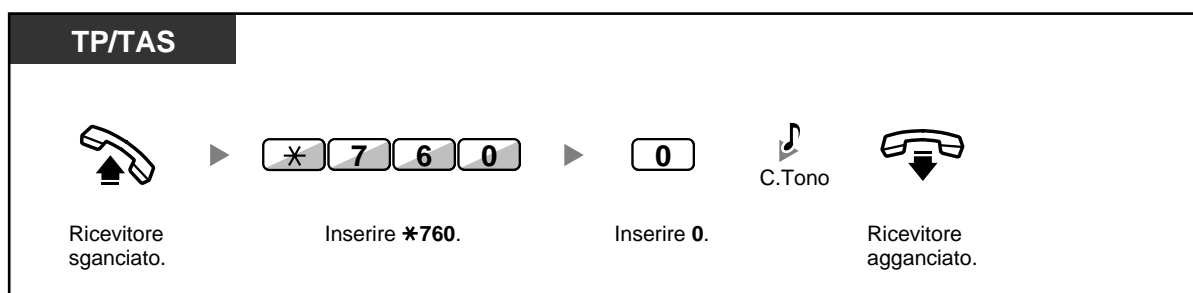 TP/TAS
* 7 6 0
0
C.Tono
Ricevitore
sganciato.
Inserire *760.
Inserire 0.
Ricevitore
agganciato.